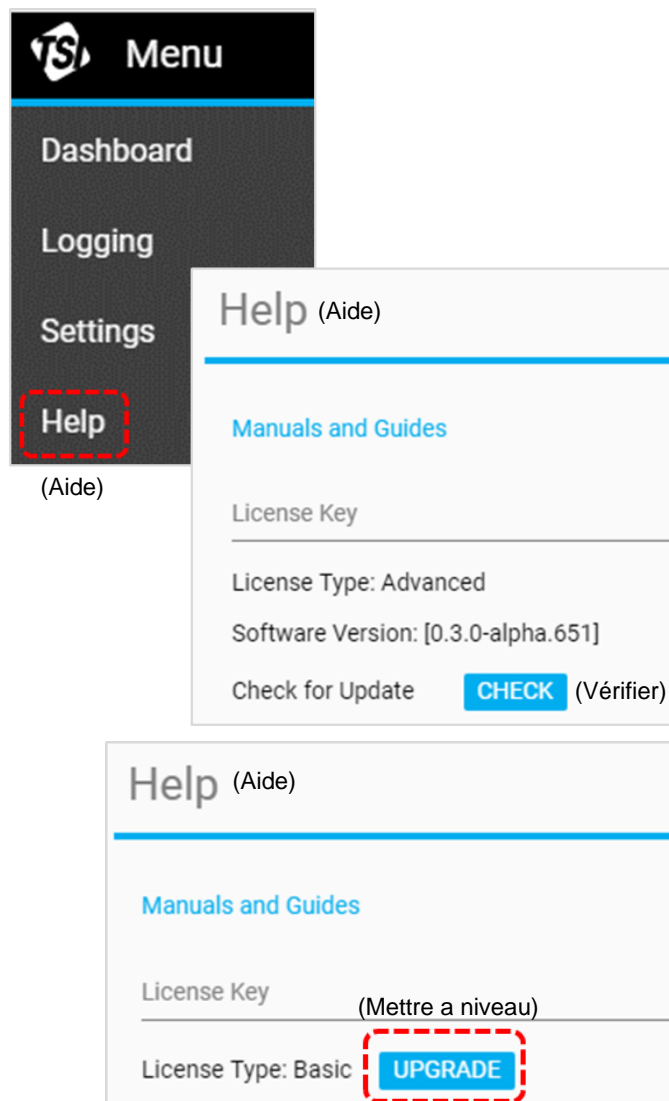 TSI Menu
Dashboard
Logging
Settings
Help
(Aide)
Help (Aide)
Manuals and Guides
License Key
License Type: Advanced
Software Version: [0.3.0-alpha.651]
Check for Update CHECK (Vérifier)
Help (Aide)
Manuals and Guides
License Key
(Mettre a niveau)
License Type: Basic UPGRADE